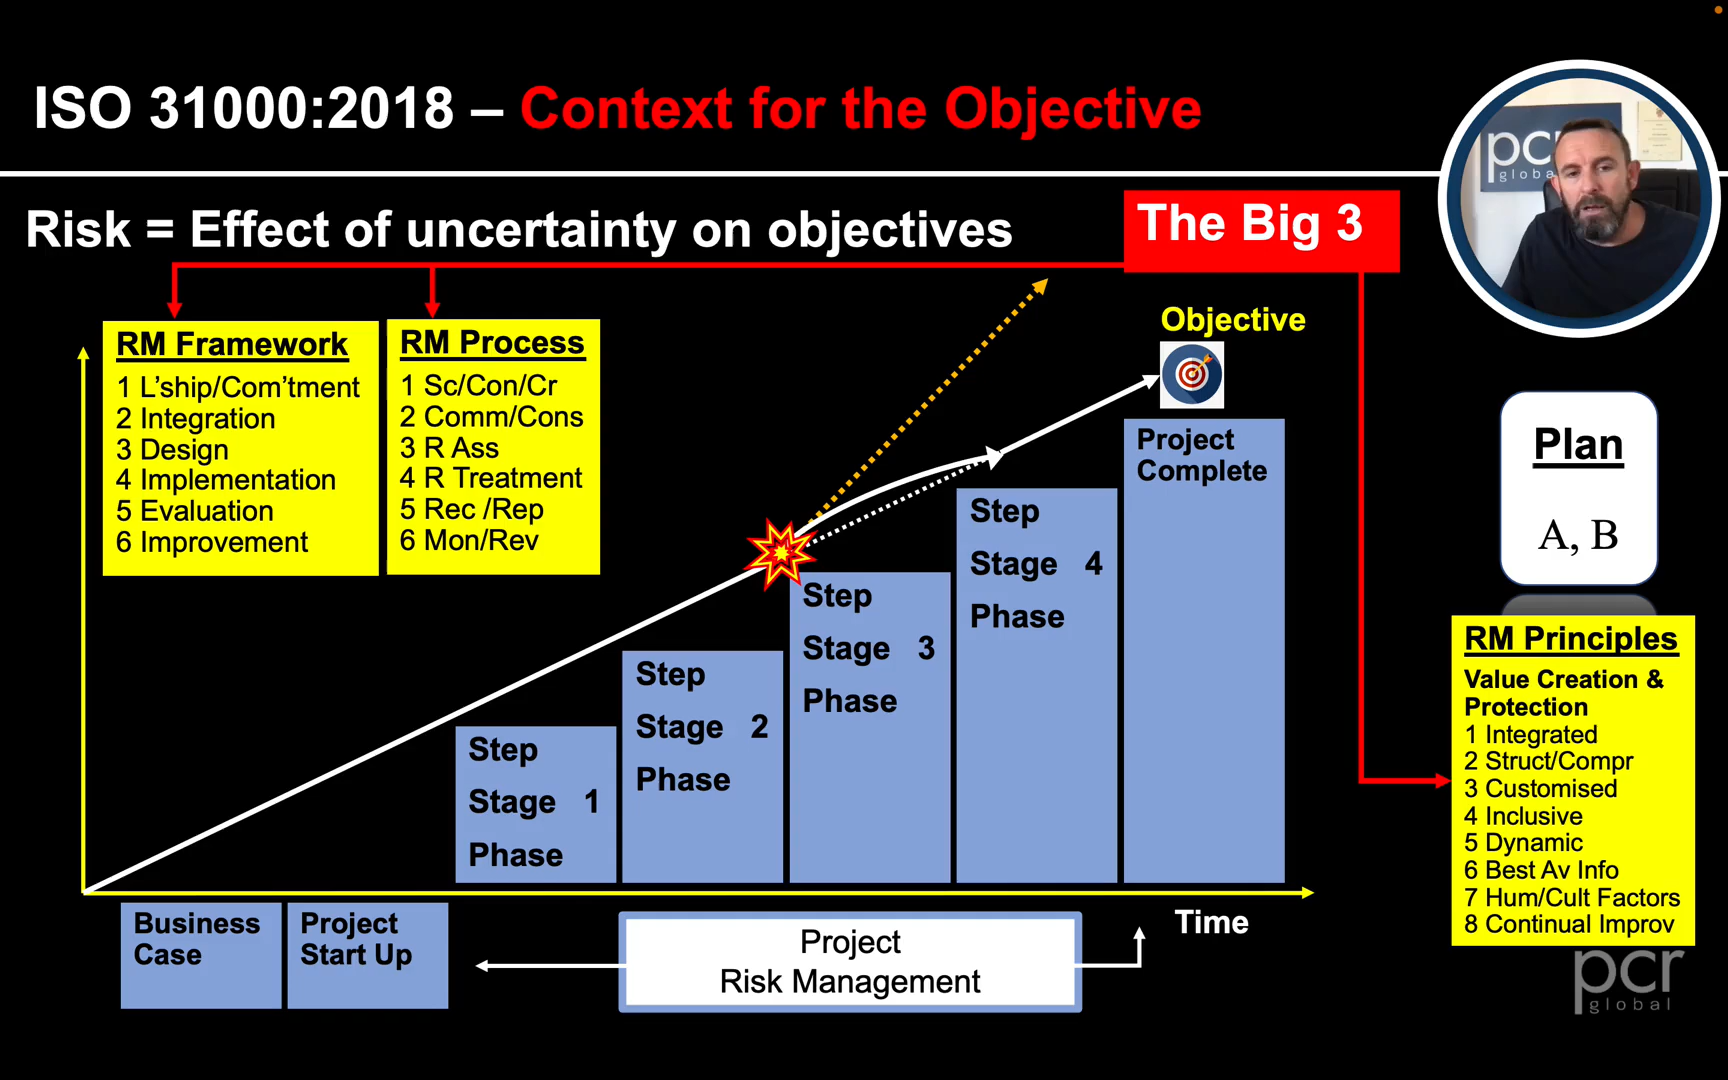 ISO 31000:2018 – Context for the Objective
Risk = Effect of uncertainty on objectives
The Big 3
RM Framework
1 L'ship/Com'tment
2 Integration
3 Design
4 Implementation
5 Evaluation
6 Improvement
RM Process
1 Sc/Con/Cr
2 Comm/Cons
3 R Ass
4 R Treatment
5 Rec /Rep
6 Mon/Rev
Objective
Project
Complete
Step
Stage 4
Phase
Step
Stage 3
Phase
Step
Stage 2
Phase
Step
Stage 1
Phase
Business
Case
Project
Start Up
Project
Risk Management
Time
Plan
A, B
RM Principles
Value Creation &
Protection
1 Integrated
2 Struct/Compr
3 Customised
4 Inclusive
5 Dynamic
6 Best Av Info
7 Hum/Cult Factors
8 Continual Improv
pcr
global
pc
global